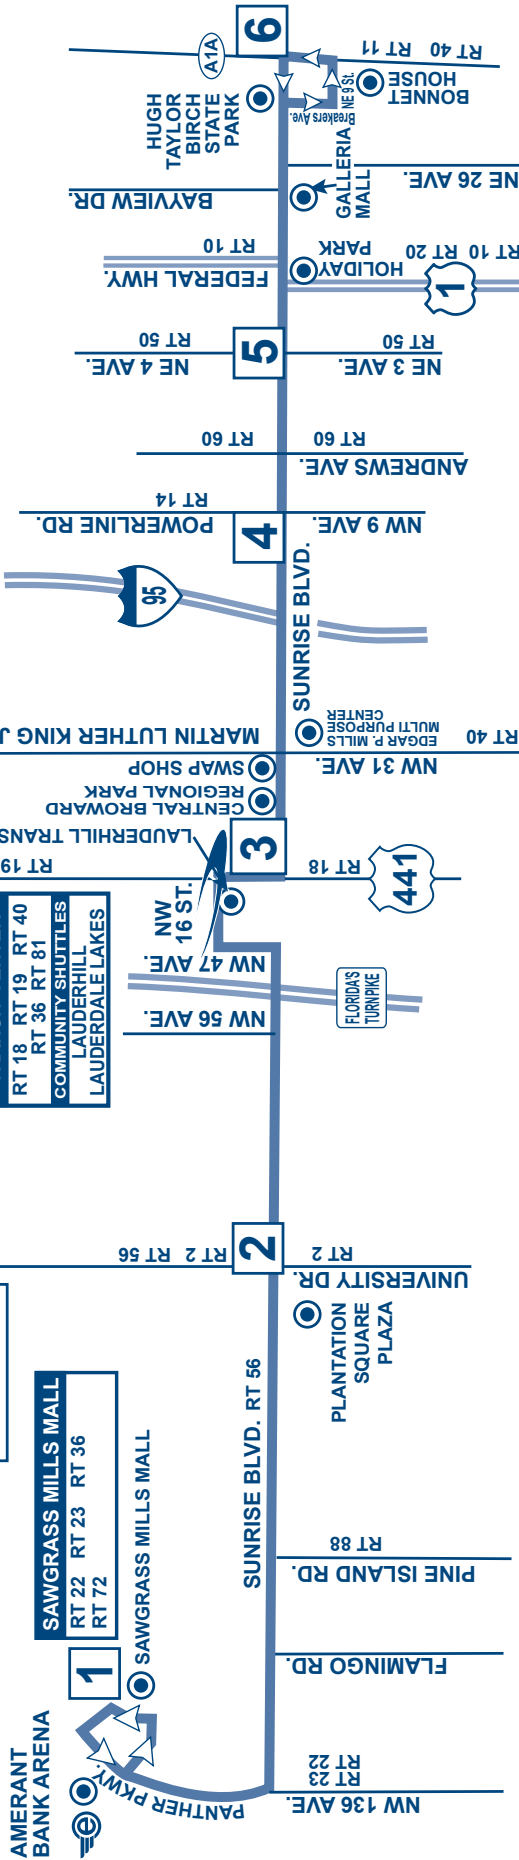 6
A1A
RT 40 RT 11
HUGH
TAYLOR
BIRCH
STATE
PARK
NE 9 St.
Breakers Ave.
BONNET
HOUSE
BAYVIEW DR.
GALLERIA
MALL
NE 26 AVE.
RT 10
FEDERAL HWY.
HOLIDAY
PARK
RT 10 RT 20
1
RT 50
NE 4 AVE.
5
RT 50
NE 3 AVE.
RT 60 RT 60
RT 60
ANDREWS AVE.
RT 14
POWERLINE RD.
4
NW 9 AVE.
95
SUNRISE BLVD.
MARTIN LUTHER KING J
EDGAR P. MILLS
MULTI PURPOSE
CENTER
RT 40
NW 31 AVE.
SWAP SHOP
CENTRAL BROWARD
REGIONAL PARK
LAUDERHILL TRANS
3
RT 19
RT 18
441
NW
16 ST.
NW 47 AVE.
RT 18 RT 19 RT 40
RT 36 RT 81
COMMUNITY SHUTTLES
LAUDERHILL
LAUDERDALE LAKES
FLORIDA'S
TURNPIKE
NW 56 AVE.
RT 56 RT 2
2
RT 2
UNIVERSITY DR.
PLANTATION
SQUARE
PLAZA
SUNRISE BLVD. RT 56
SAWGRASS MILLS MALL
RT 22 RT 23 RT 36
RT 72
RT 88
PINE ISLAND RD.
SAWGRASS MILLS MALL
1
FLAMINGO RD.
AMERANT
BANK ARENA
PANTHER PKWY.
RT 22
RT 23
NW 136 AVE.